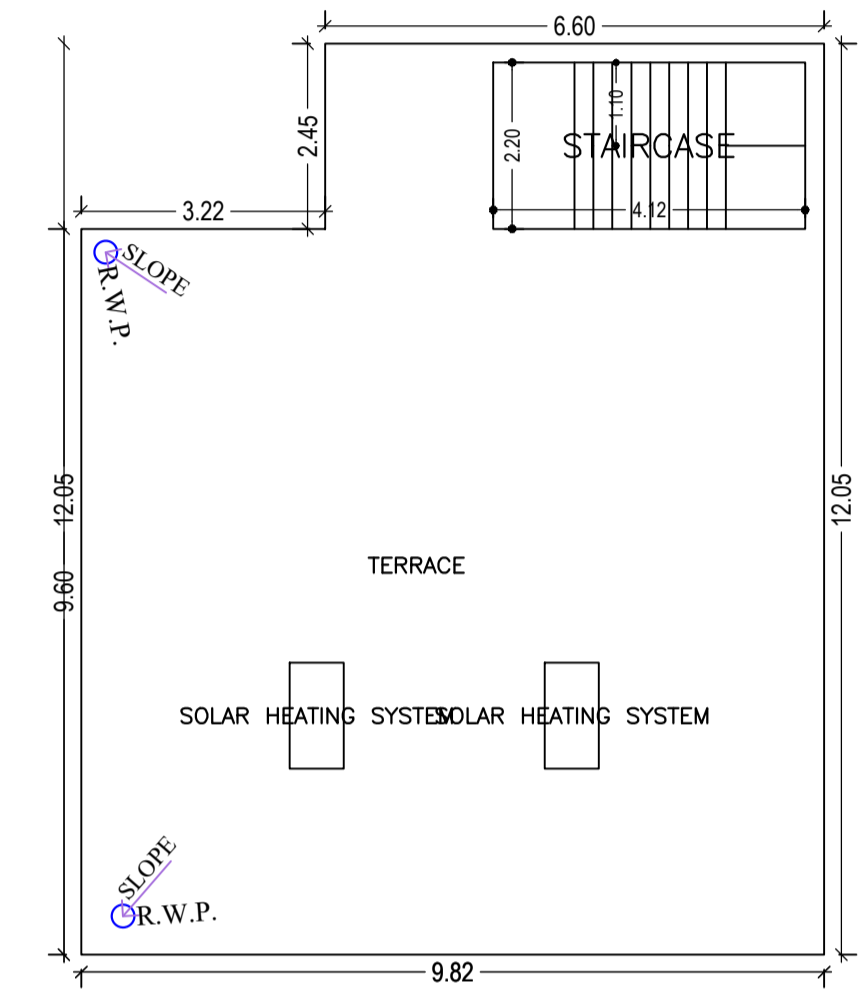 6.60
2.45
1.10
2.20
STAIRCASE
3.22
4.12
SLOPE
R.W.P.
12.05
12.05
TERRACE
9.60
SOLAR HEATING SYSTEM
SOLAR HEATING SYSTEM
SLOPE
R.W.P.
9.82